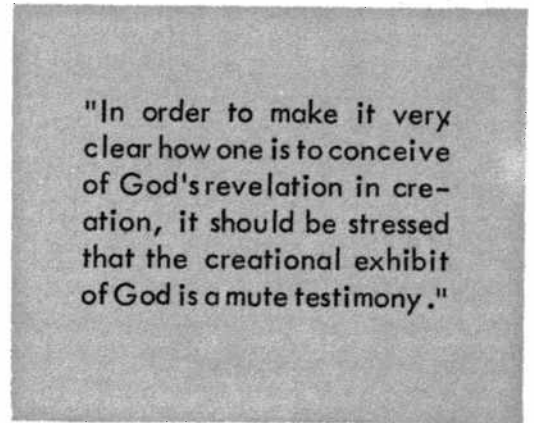 "In order to make it very
clear how one is to conceive
of God's revelation in cre-
ation, it should be stressed
that the creational exhibit
of God is a mute testimony."